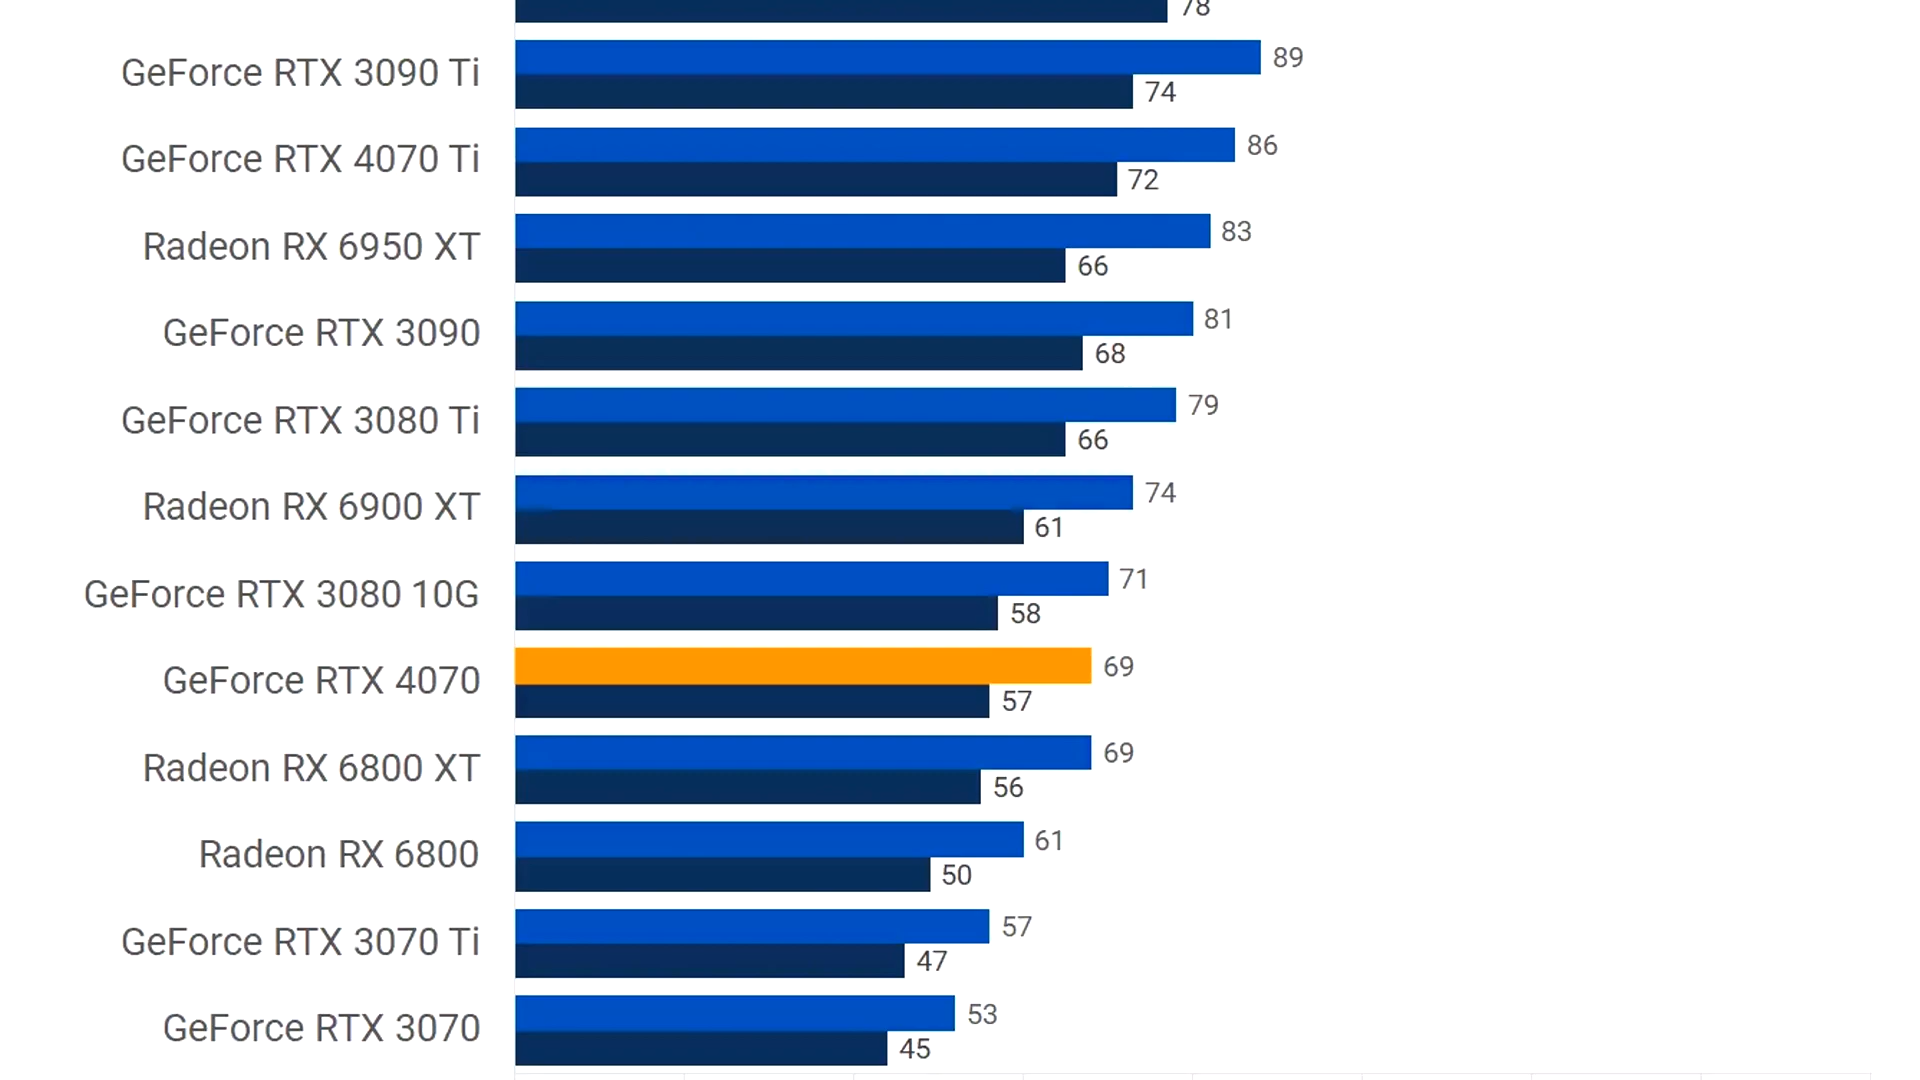 78
GeForce RTX 3090 Ti
89
74
GeForce RTX 4070 Ti
86
72
Radeon RX 6950 XT
83
66
GeForce RTX 3090
81
68
GeForce RTX 3080 Ti
79
66
Radeon RX 6900 XT
74
61
GeForce RTX 3080 10G
71
58
GeForce RTX 4070
69
57
Radeon RX 6800 XT
69
56
Radeon RX 6800
61
50
GeForce RTX 3070 Ti
57
47
GeForce RTX 3070
53
45